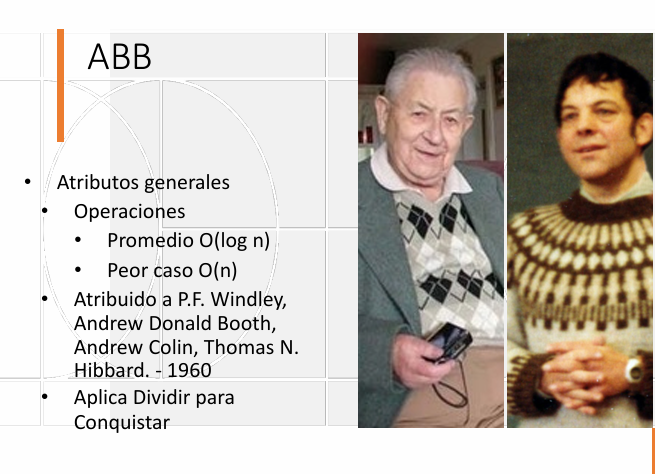 ABB
• Atributos generales
• Operaciones
• Promedio O(log n)
• Peor caso O(n)
• Atribuido a P.F. Windley,
Andrew Donald Booth,
Andrew Colin, Thomas N.
Hibbard. - 1960
• Aplica Dividir para
Conquistar